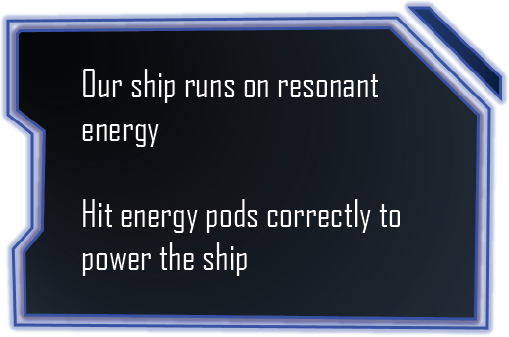 Our ship runs on resonant
energy
Hit energy pods correctly to
power the ship